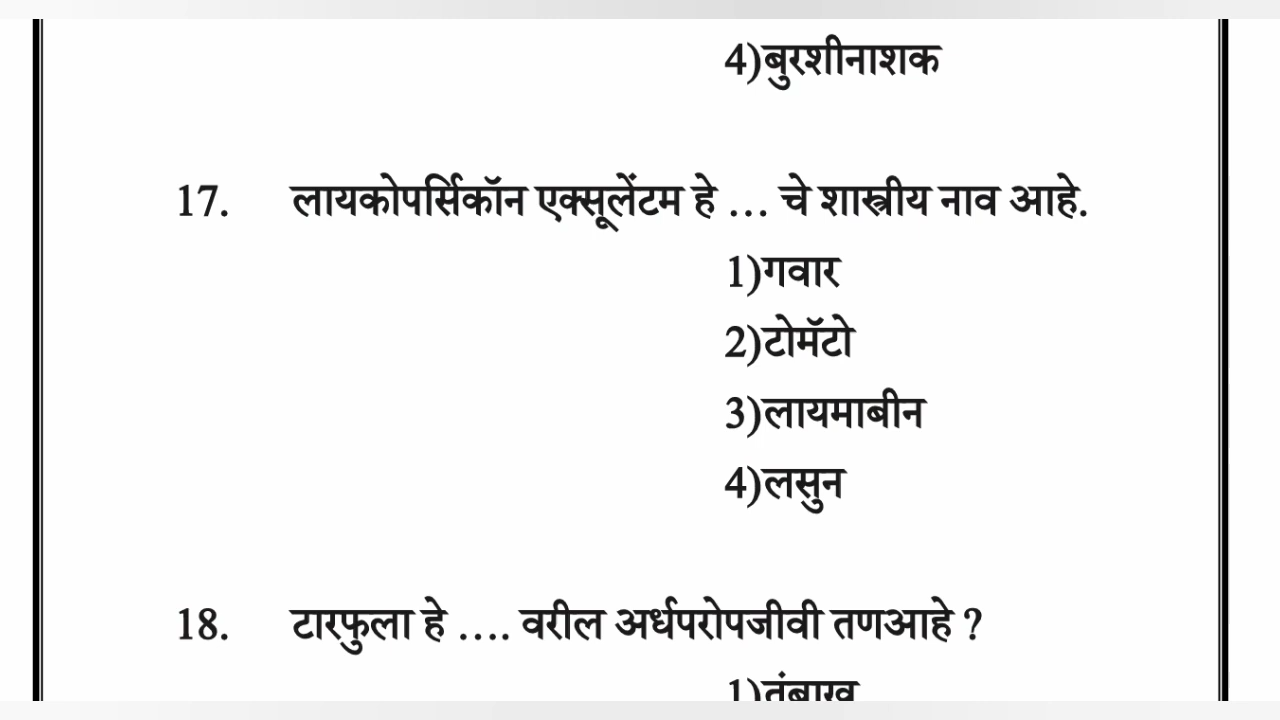 4)बुरशीनाशक
17. लायकोपर्सिकॉन एक्सूलेंटम हे ... चे शास्त्रीय नाव आहे.
1)गवार
2)टोमॅटो
3)लायमाबीन
4)लसुन
18. टारफुला हे .... वरील अर्धपरोपजीवी तणआहे ?
1)तंबाखू